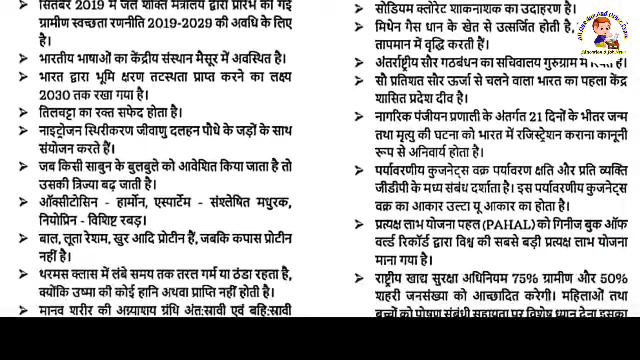 सितंबर 2019 में जल शक्ति मंत्रालय द्वारा प्रारंभ की गई
ग्रामीण स्वच्छता रणनीति 2019-2029 की अवधि के लिए
है।
भारतीय भाषाओं का केंद्रीय संस्थान मैसूर में अवस्थित है।
भारत द्वारा भूमि क्षरण तटस्थता प्राप्त करने का लक्ष्य
2030 तक रखा गया है।
तिलचट्टा का रक्त सफेद होता है।
नाइट्रोजन स्थिरीकरण जीवाणु दलहन पौधे के जड़ों के साथ
संयोजन करते हैं।
जब किसी साबुन के बुलबुले को आवेशित किया जाता है तो
उसकी त्रिज्या बढ़ जाती है।
ऑक्सीटोसिन - हार्मोन, एस्पार्टेम - संश्लेषित मधुरक,
नियोप्रिन - विशिष्ट रबड़।
बाल, लूता रेशम, खुर आदि प्रोटीन हैं, जबकि कपास प्रोटीन
नहीं है।
थरमस क्लास में लंबे समय तक तरल गर्म या ठंडा रहता है,
क्योंकि उष्मा की कोई हानि अथवा प्राप्ति नहीं होती है।
मानव शरीर की अग्न्याशय ग्रंथि अंत:स्रावी एवं बहि:स्रावी
सोडियम क्लोरेट शाकनाशक का उदाहरण है।
मिथेन गैस धान के खेत से उत्सर्जित होती है,
तापमान में वृद्धि करती हैं।
अंतर्राष्ट्रीय सौर गठबंधन का सचिवालय गुरुग्राम में है।
सौ प्रतिशत सौर ऊर्जा से चलने वाला भारत का पहला केंद्र
शासित प्रदेश दीव है।
नागरिक पंजीयन प्रणाली के अंतर्गत 21 दिनों के भीतर जन्म
तथा मृत्यु की घटना को भारत में रजिस्ट्रेशन कराना कानूनी
रूप से अनिवार्य होता है।
पर्यावरणीय कुजनेट्स वक्र पर्यावरण क्षति और प्रति व्यक्ति
जीडीपी के मध्य संबंध दर्शाता है। इस पर्यावरणीय कुजनेट्स
वक्र का आकार उल्टा यू आकार का होता है।
प्रत्यक्ष लाभ योजना पहल (PAHAL) को गिनीज बुक ऑफ
वर्ल्ड रिकॉर्ड द्वारा विश्व की सबसे बड़ी प्रत्यक्ष लाभ योजना
माना गया है।
राष्ट्रीय खाद्य सुरक्षा अधिनियम 75% ग्रामीण और 50%
शहरी जनसंख्या को आच्छादित करेगी। महिलाओं तथा
बच्चों को पोषण संबंधी सहायता पर विशेष ध्यान देना इसका